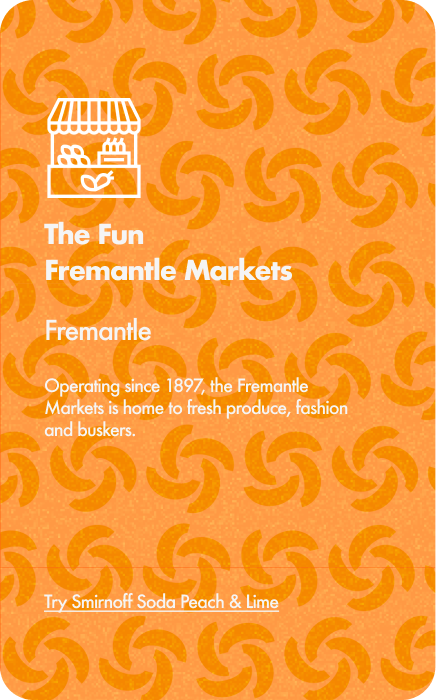 The Fun
Fremantle Markets
Fremantle
Operating since 1897, the Fremantle
Markets is home to fresh produce, fashion
and buskers.
Try Smirnoff Soda Peach & Lime